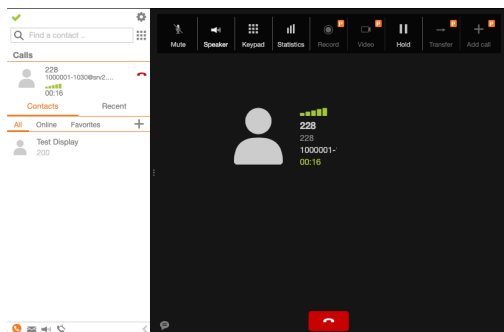 Find a contact ..
Calls
228
1000001-1030@srv2....
00:16
Contacts Recent
All Online Favorites
Test Display
200
Mute Speaker Keypad Statistics Record Video Hold Transfer Add call
P P P P
228
228
1000001-
00:16